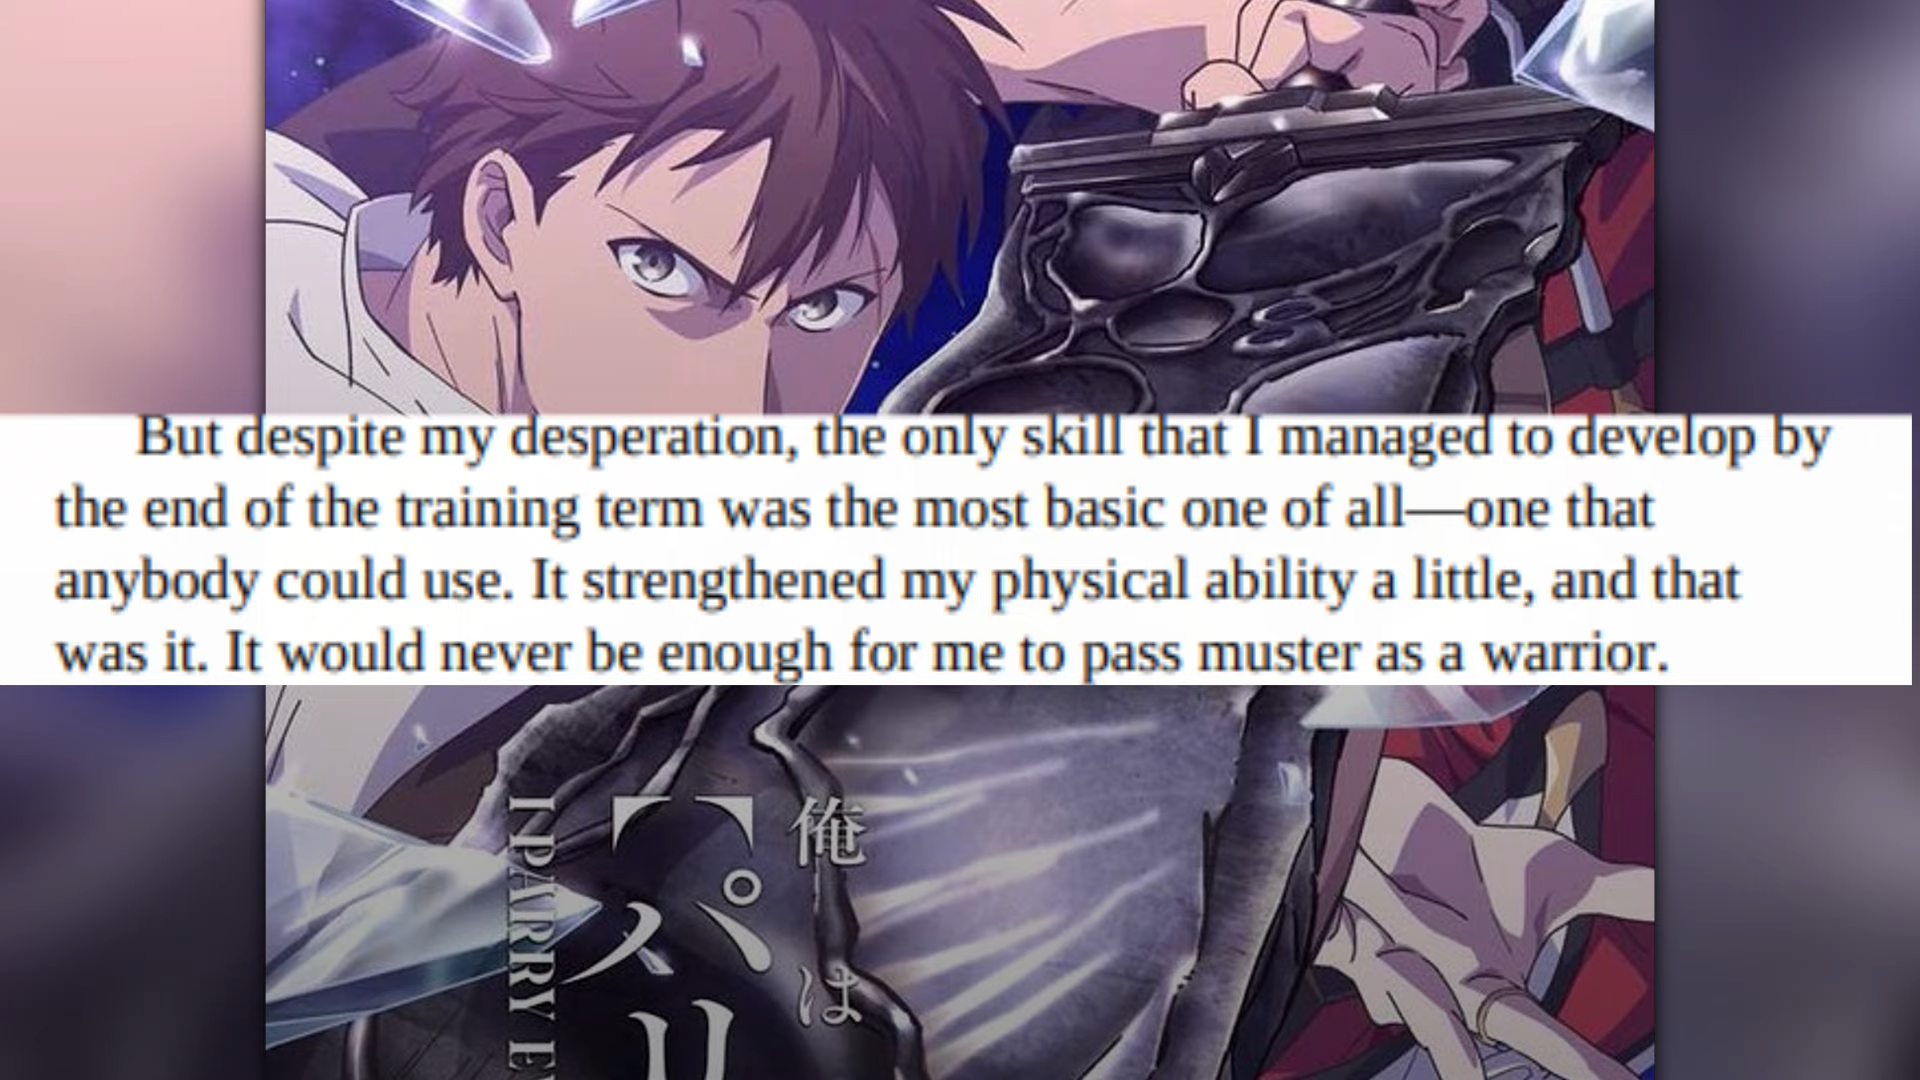 But despite my desperation, the only skill that I managed to develop by
the end of the training term was the most basic one of all—one that
anybody could use. It strengthened my physical ability a little, and that
was it. It would never be enough for me to pass muster as a warrior.
俺は
【パリ
I PARRY E